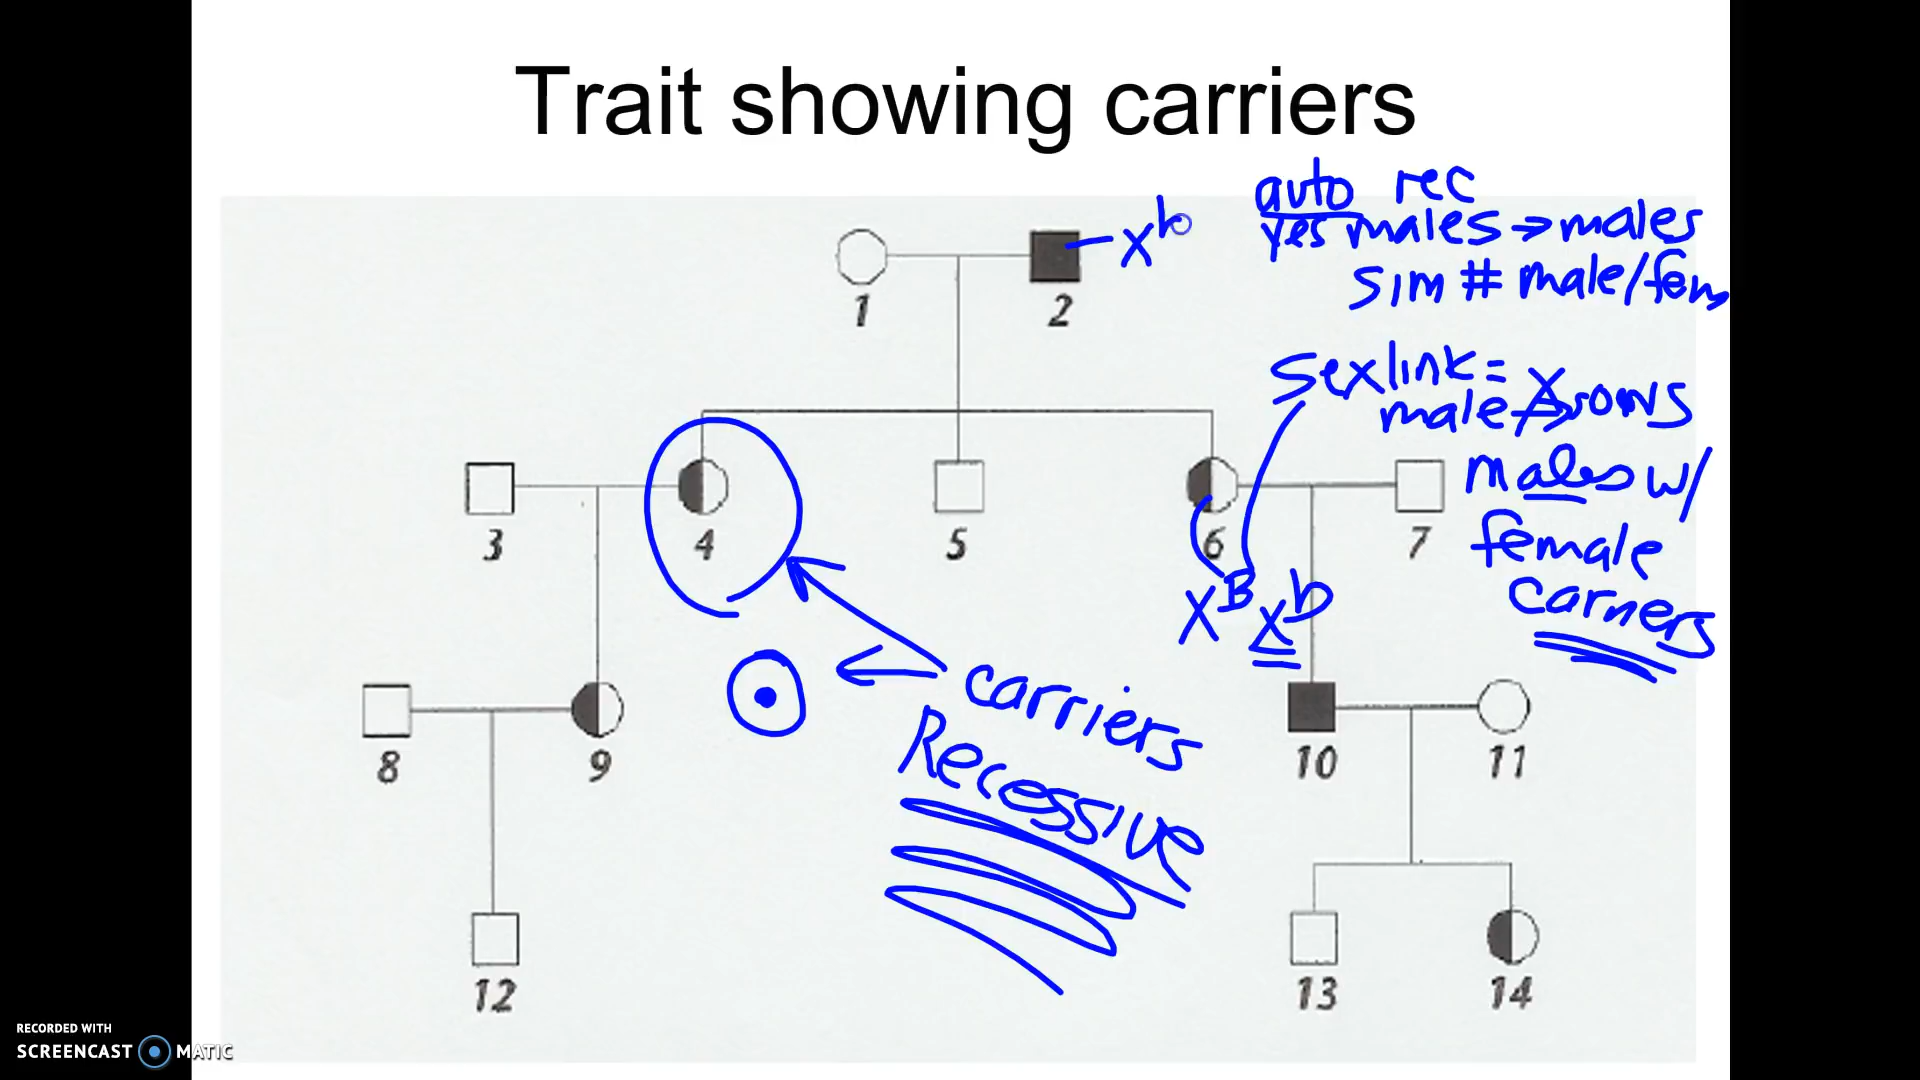 Trait showing carriers
auto rec
yes males → males
sim # male/fem
X^b
1
2
sexlink =
male → sons
males w/
female
carriers
3
4
5
6
7
X^B X^b
carriers
Recessive
8
9
10
11
12
13
14
RECORDED WITH
SCREENCAST MATIC